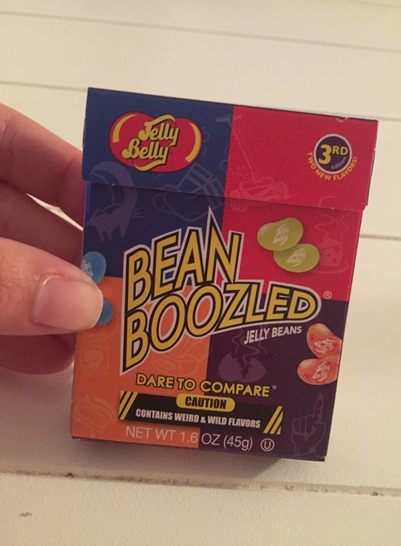 Jelly
Belly
3RD
EDITION
TWO NEW FLAVORS!
BEAN
BOOZLED®
JELLY BEANS
DARE TO COMPARE®
CAUTION
CONTAINS WEIRD & WILD FLAVORS
NET WT 1.6 OZ (45g) Ⓤ